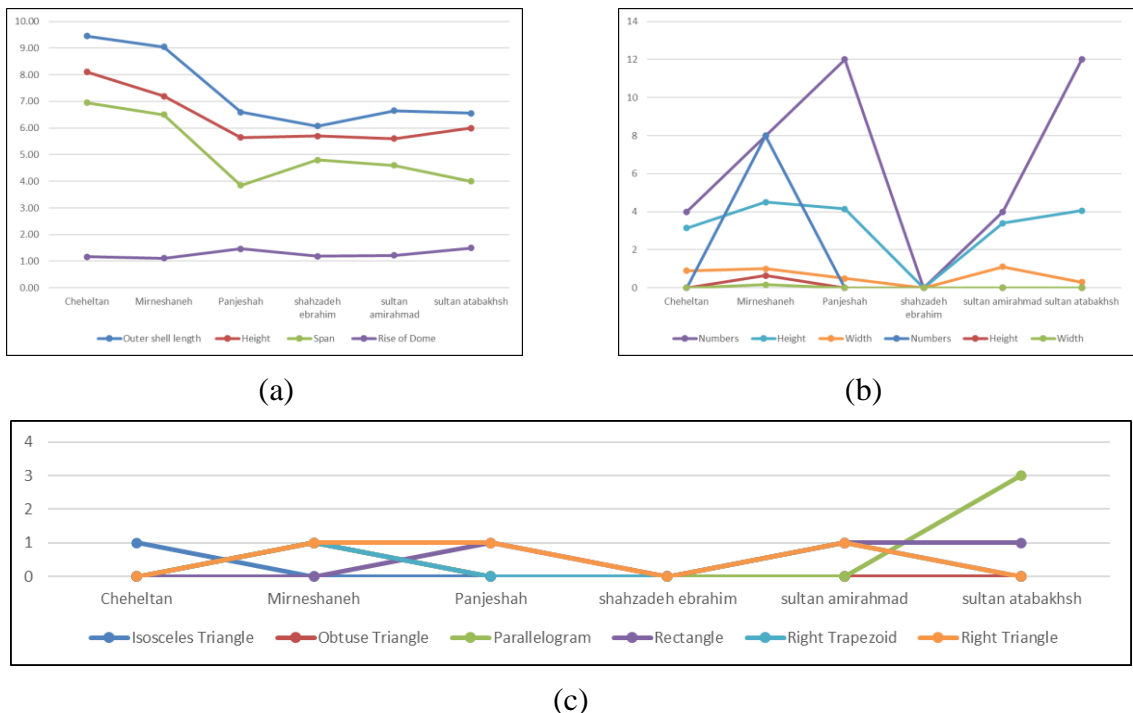 10.00
9.00
8.00
7.00
6.00
5.00
4.00
3.00
2.00
1.00
0.00
Cheheltan Mirneshaneh Panjeshah shahzadeh ebrahim sultan amirahmad sultan atabakhsh
Outer shell length Height Span Rise of Dome
(a)
14
12
10
8
6
4
2
0
Cheheltan Mirneshaneh Panjeshah shahzadeh ebrahim sultan amirahmad sultan atabakhsh
Numbers Height Width Numbers Height Width
(b)
4
3
2
1
0
Cheheltan Mirneshaneh Panjeshah shahzadeh ebrahim sultan amirahmad sultan atabakhsh
Isosceles Triangle Obtuse Triangle Parallelogram Rectangle Right Trapezoid Right Triangle
(c)